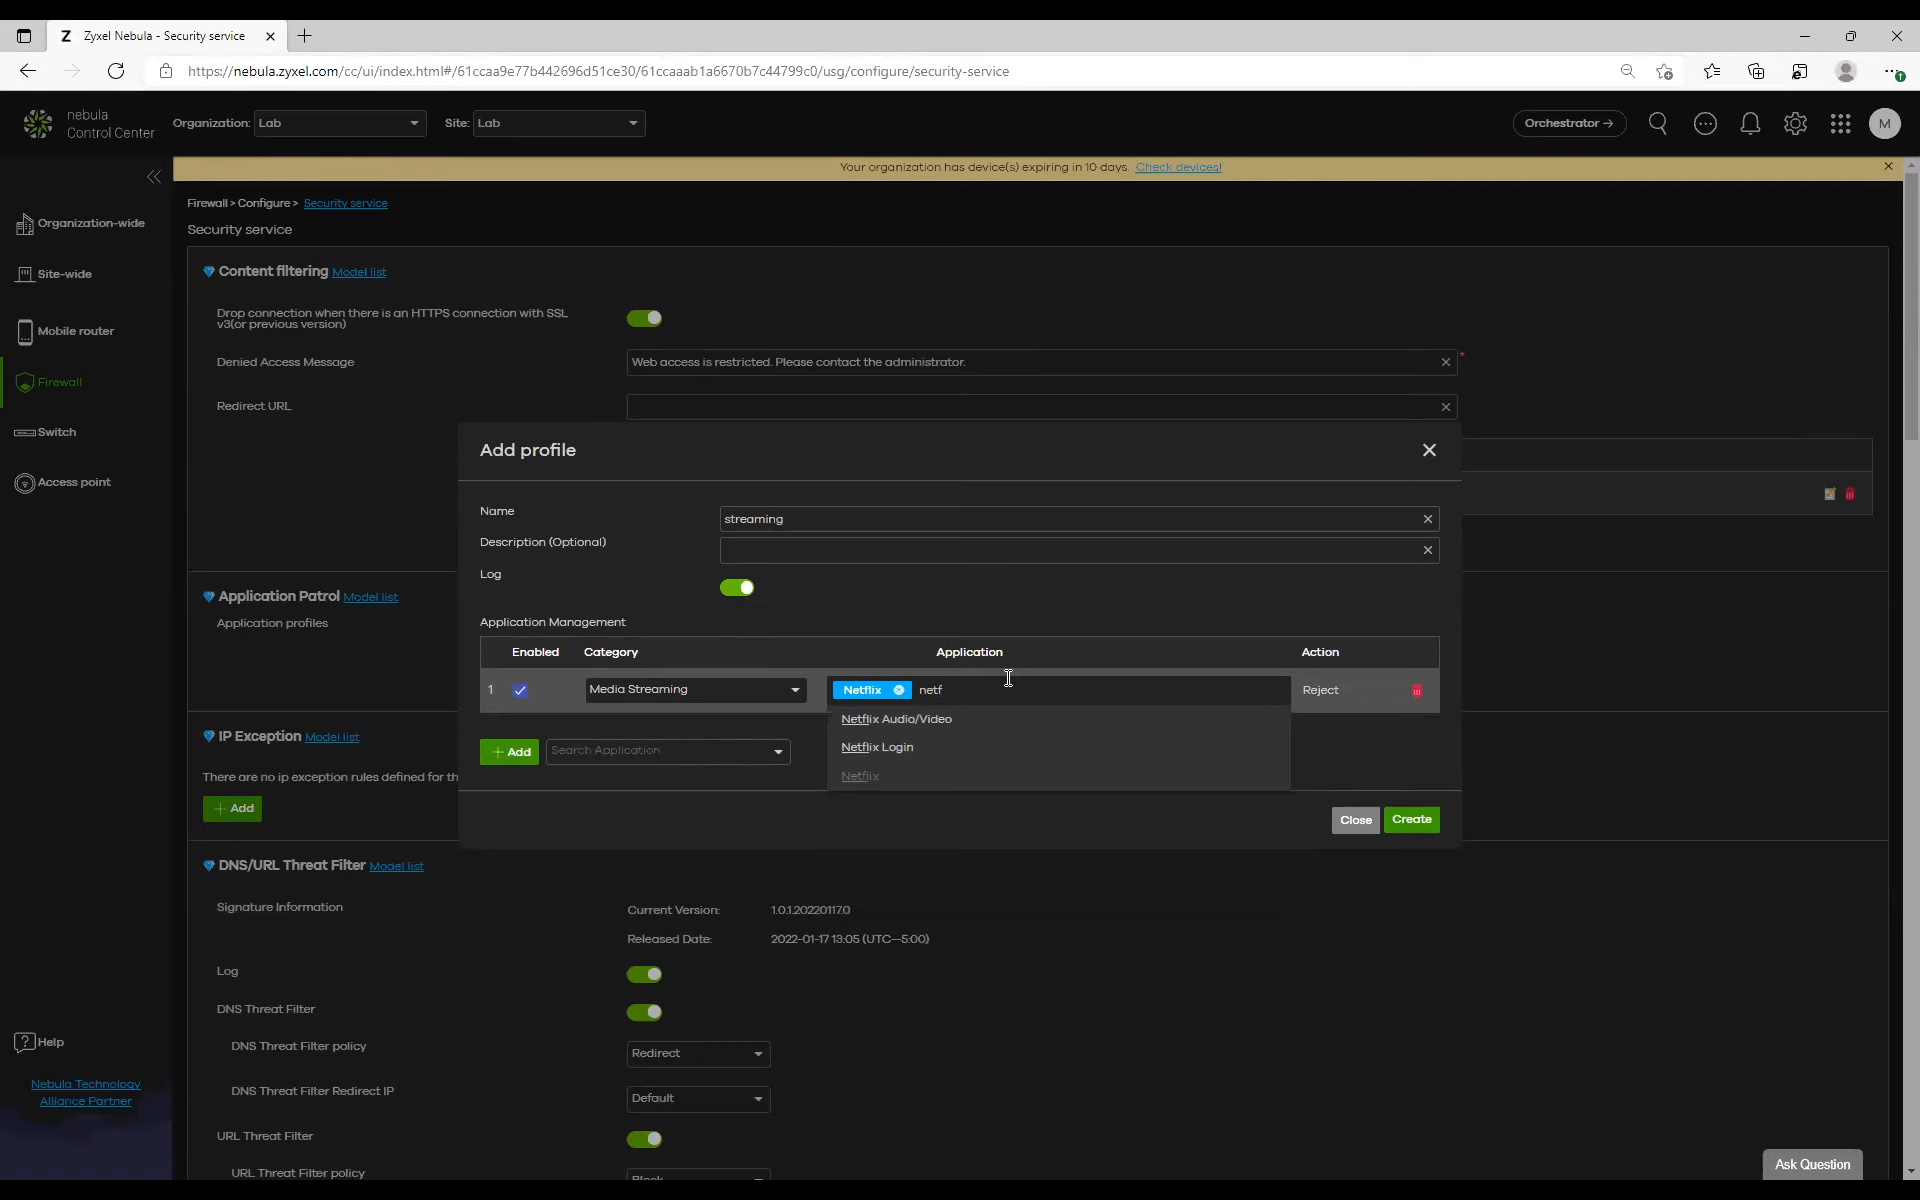 Z Zyxel Nebula - Security service
https://nebula.zyxel.com/cc/ui/index.html#/61ccaa9e77b442696d51ce30/61ccaaab1a6670b7c44799c0/usg/configure/security-service
nebula
Control Center
Organization: Lab
Site: Lab
Orchestrator →
M
Your organization has device(s) expiring in 10 days. Check devices!
Firewall > Configure > Security service
Security service
Organization-wide
Site-wide
Mobile router
Firewall
Switch
Access point
Help
Nebula Technology
Alliance Partner
Content filtering Model list
Drop connection when there is an HTTPS connection with SSL
v3(or previous version)
Denied Access Message
Web access is restricted. Please contact the administrator.
*
Redirect URL
Add profile
Name
streaming
Description (Optional)
Log
Application Management
Enabled Category Application Action
1 Media Streaming Netflix netf Reject
Netflix Audio/Video
Netflix Login
Netflix
+ Add Search Application
Close Create
Application Patrol Model list
Application profiles
IP Exception Model list
There are no ip exception rules defined for th
+ Add
DNS/URL Threat Filter Model list
Signature Information
Current Version: 1.0.1.20220117.0
Released Date: 2022-01-17 13:05 (UTC--5:00)
Log
DNS Threat Filter
DNS Threat Filter policy
Redirect
DNS Threat Filter Redirect IP
Default
URL Threat Filter
URL Threat Filter policy
Block
Ask Question